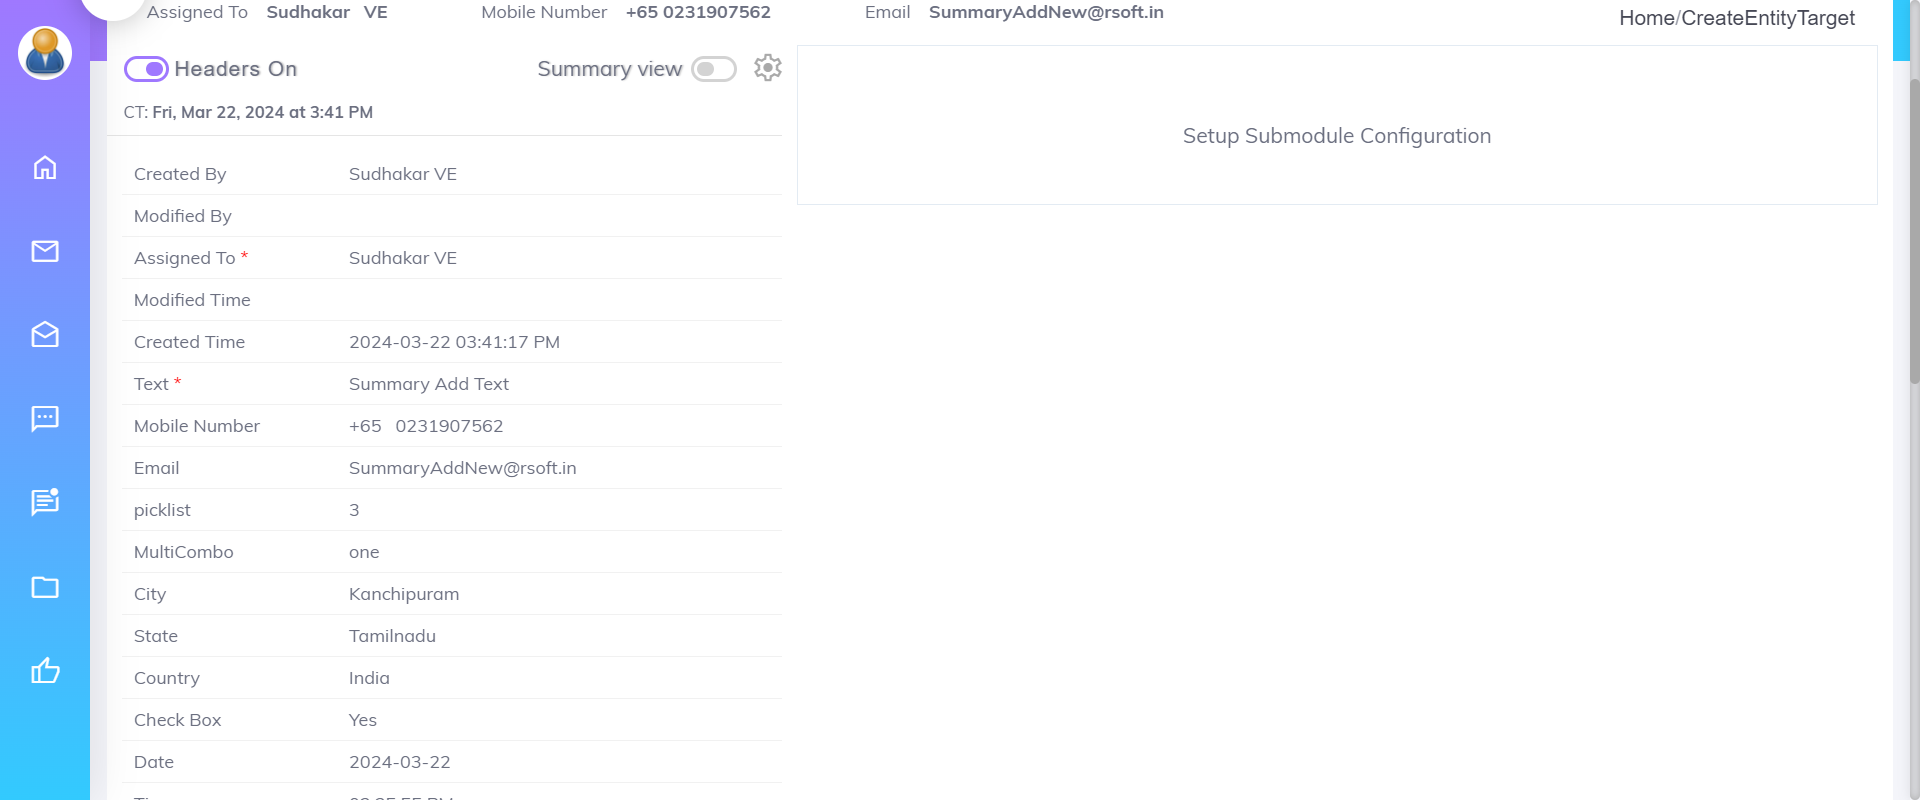 Assigned To Sudhakar VE Mobile Number +65 0231907562 Email SummaryAddNew@rsoft.in
Home/CreateEntityTarget
Headers On Summary view
CT: Fri, Mar 22, 2024 at 3:41 PM
Setup Submodule Configuration
Created By Sudhakar VE
Modified By
Assigned To * Sudhakar VE
Modified Time
Created Time 2024-03-22 03:41:17 PM
Text * Summary Add Text
Mobile Number +65 0231907562
Email SummaryAddNew@rsoft.in
picklist 3
MultiCombo one
City Kanchipuram
State Tamilnadu
Country India
Check Box Yes
Date 2024-03-22